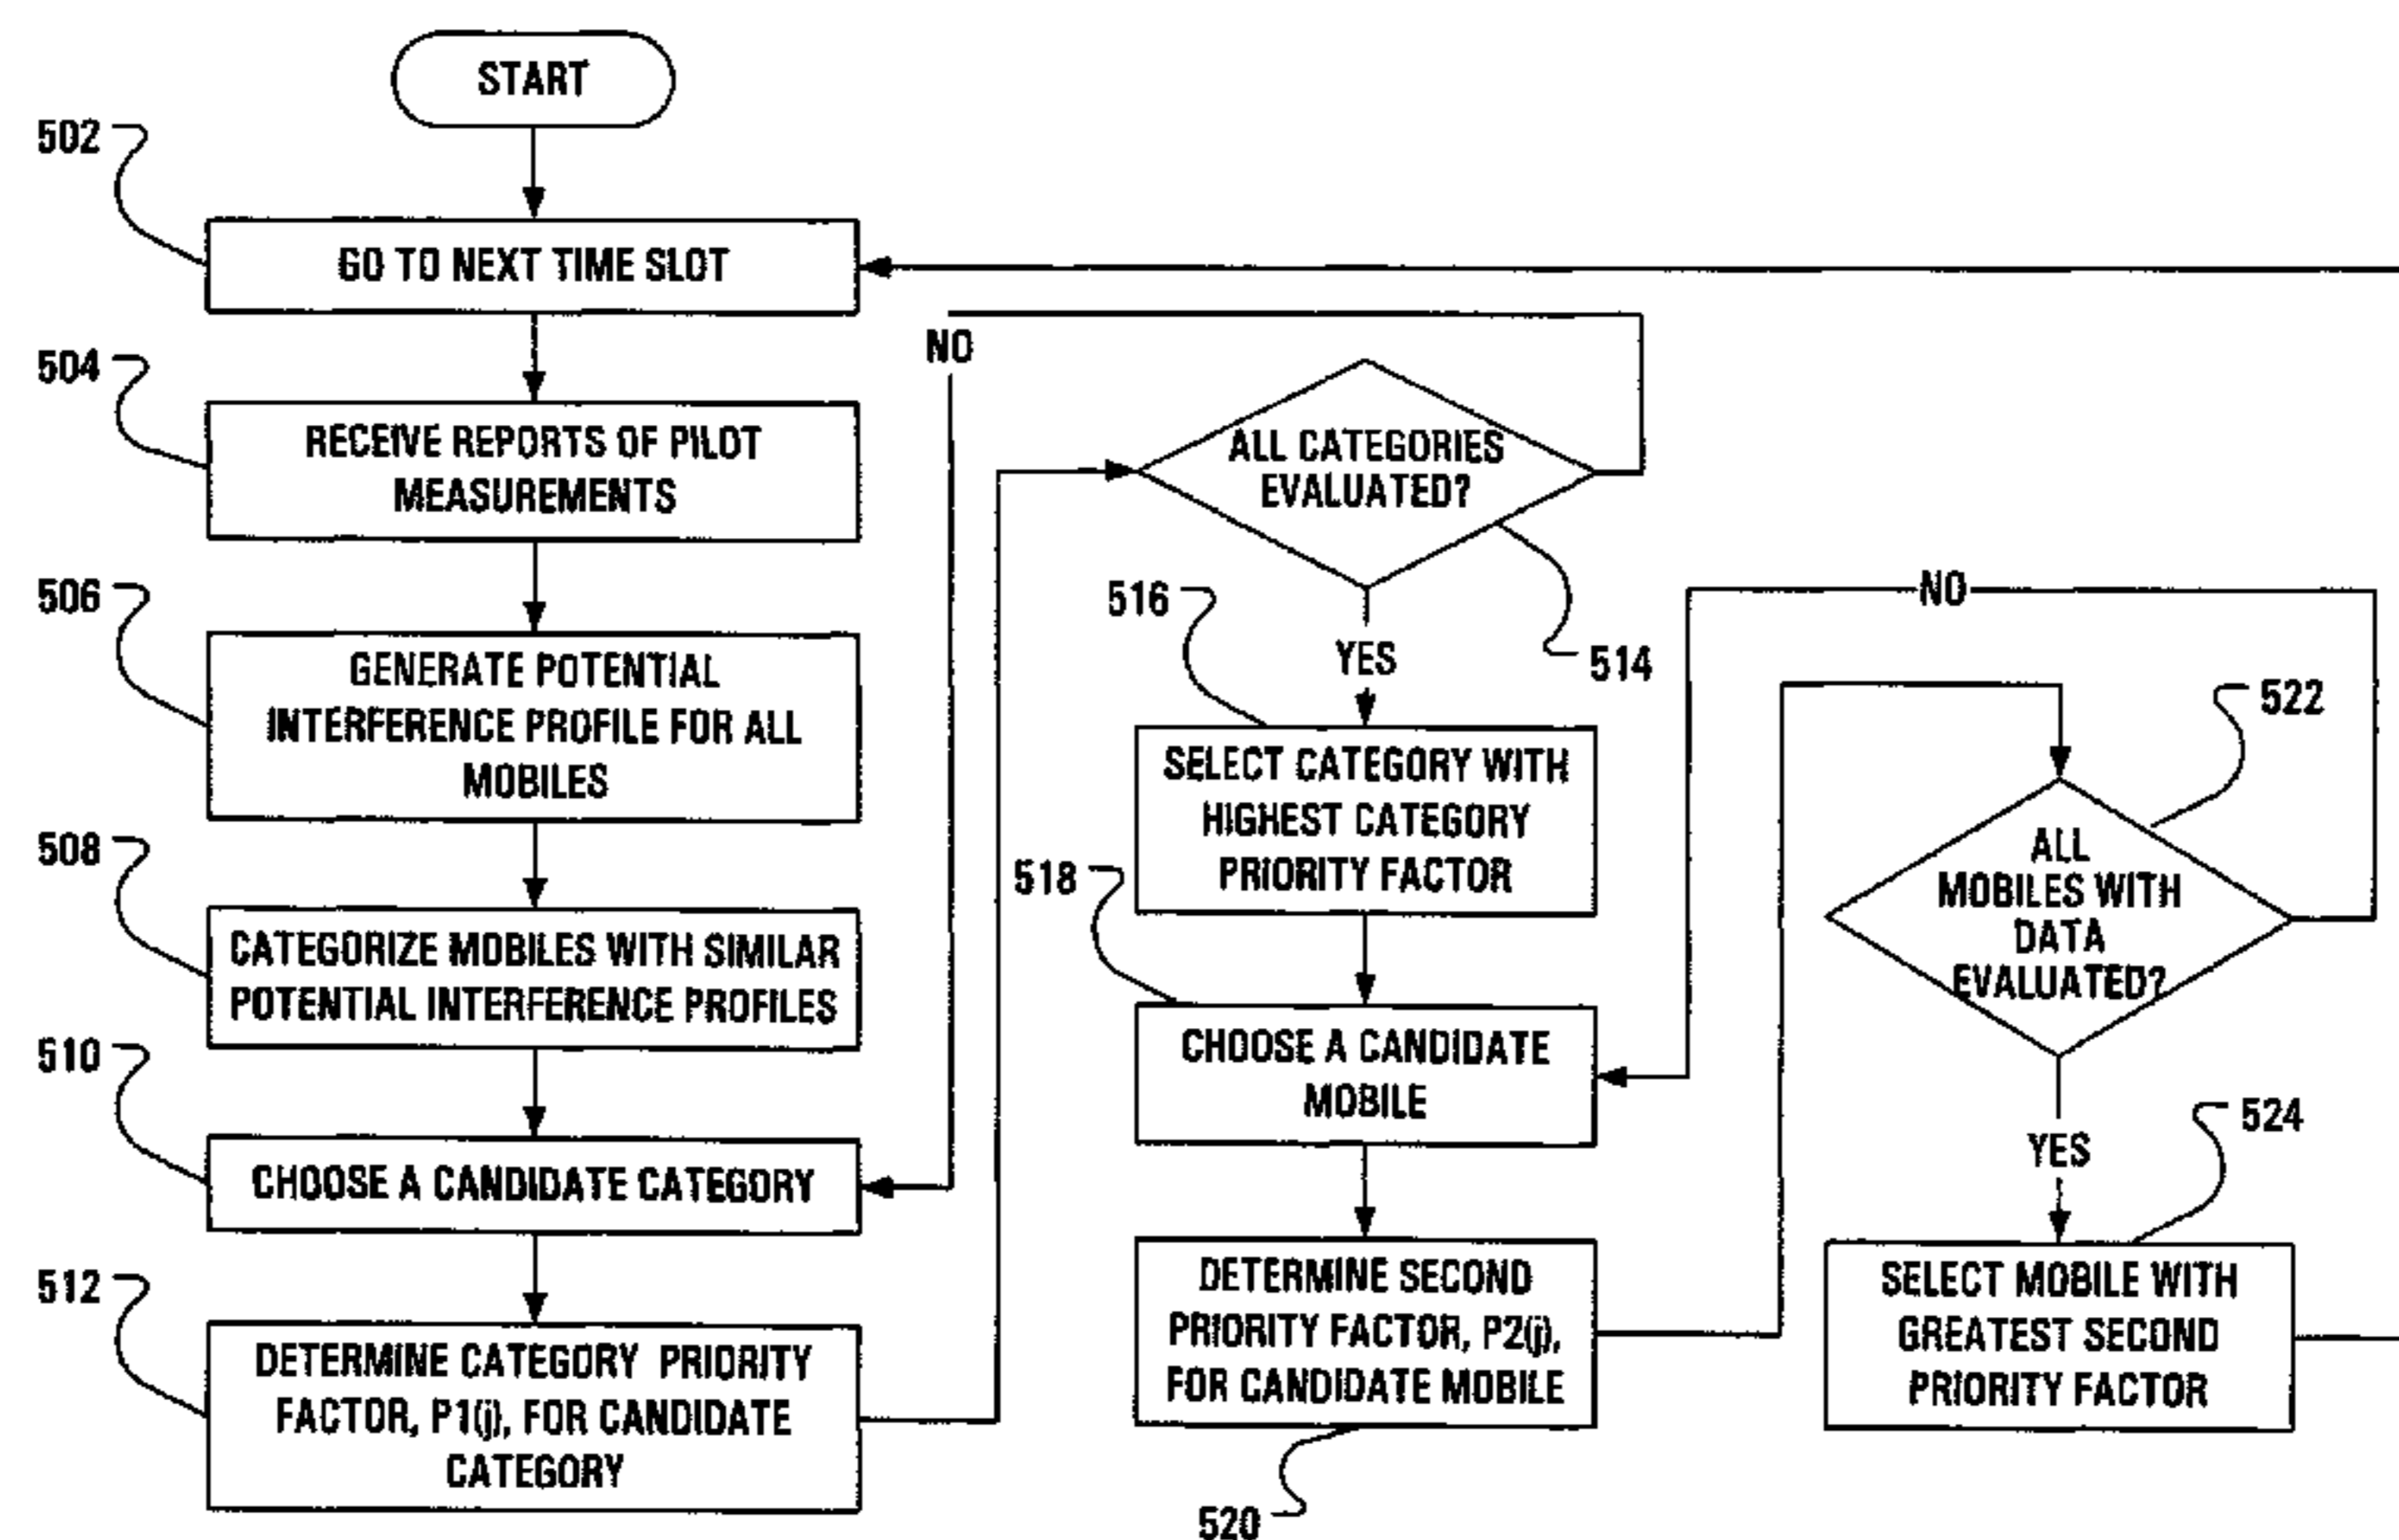 START
502
GO TO NEXT TIME SLOT
504
RECEIVE REPORTS OF PILOT
MEASUREMENTS
506
GENERATE POTENTIAL
INTERFERENCE PROFILE FOR ALL
MOBILES
508
CATEGORIZE MOBILES WITH SIMILAR
POTENTIAL INTERFERENCE PROFILES
510
CHOOSE A CANDIDATE CATEGORY
512
DETERMINE CATEGORY PRIORITY
FACTOR, P1(j), FOR CANDIDATE
CATEGORY
NO
ALL CATEGORIES
EVALUATED?
514
YES
516
SELECT CATEGORY WITH
HIGHEST CATEGORY
PRIORITY FACTOR
518
CHOOSE A CANDIDATE
MOBILE
DETERMINE SECOND
PRIORITY FACTOR, P2(j),
FOR CANDIDATE MOBILE
520
NO
522
ALL
MOBILES WITH
DATA
EVALUATED?
YES
524
SELECT MOBILE WITH
GREATEST SECOND
PRIORITY FACTOR